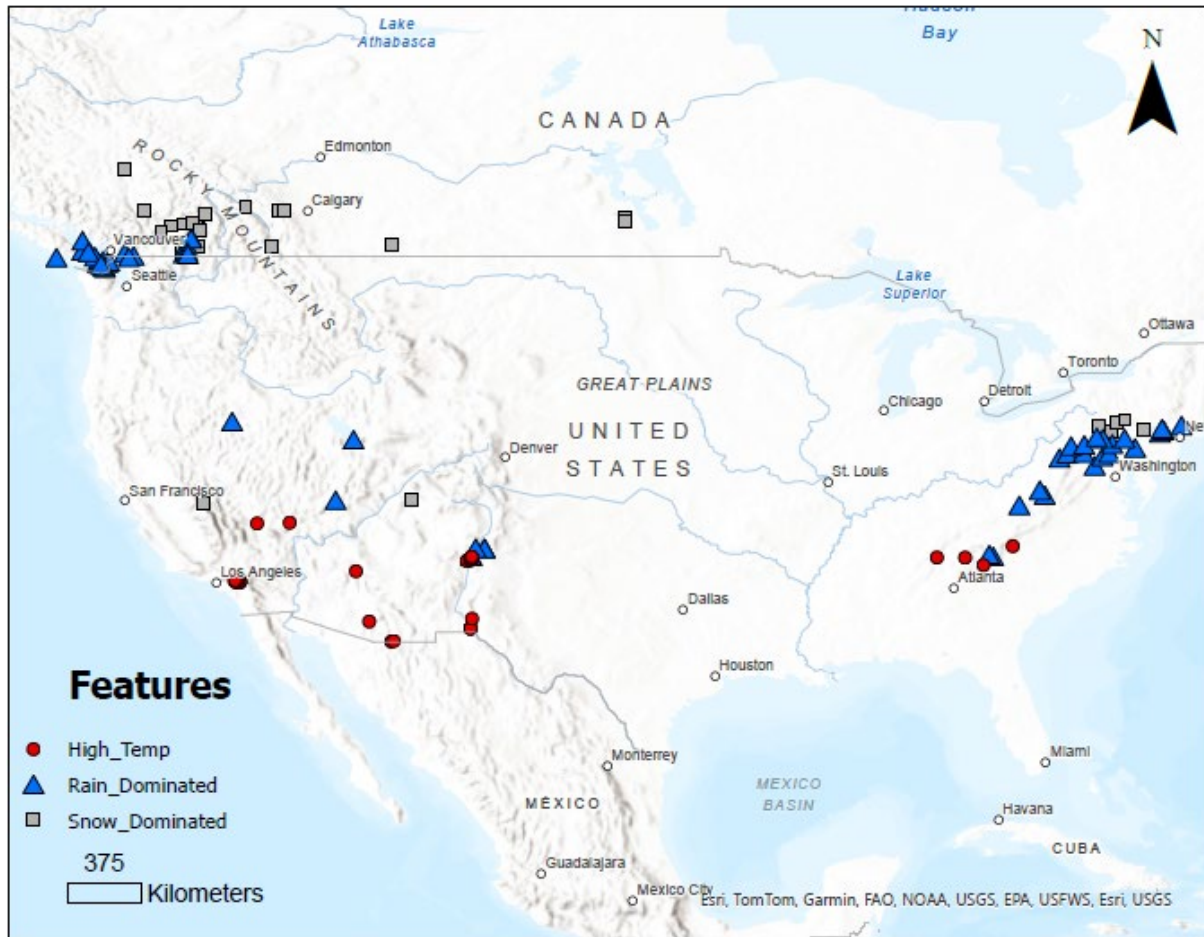 Hudson
Bay
Lake
Athabasca
N
CANADA
Edmonton
ROCKY MOUNTAINS
Calgary
Vancouver
Seattle
Lake
Superior
Ottawa
Toronto
GREAT PLAINS
Detroit
Chicago
Ne
UNITED
STATES
Denver
Washington
St. Louis
San Francisco
Los Angeles
Atlanta
Dallas
Houston
Features
High_Temp
Rain_Dominated
Snow_Dominated
375
Kilometers
Monterrey
Miami
MEXICO
BASIN
MÉXICO
Havana
CUBA
Guadalajara
Mexico City
Esri, TomTom, Garmin, FAO, NOAA, USGS, EPA, USFWS, Esri, USGS